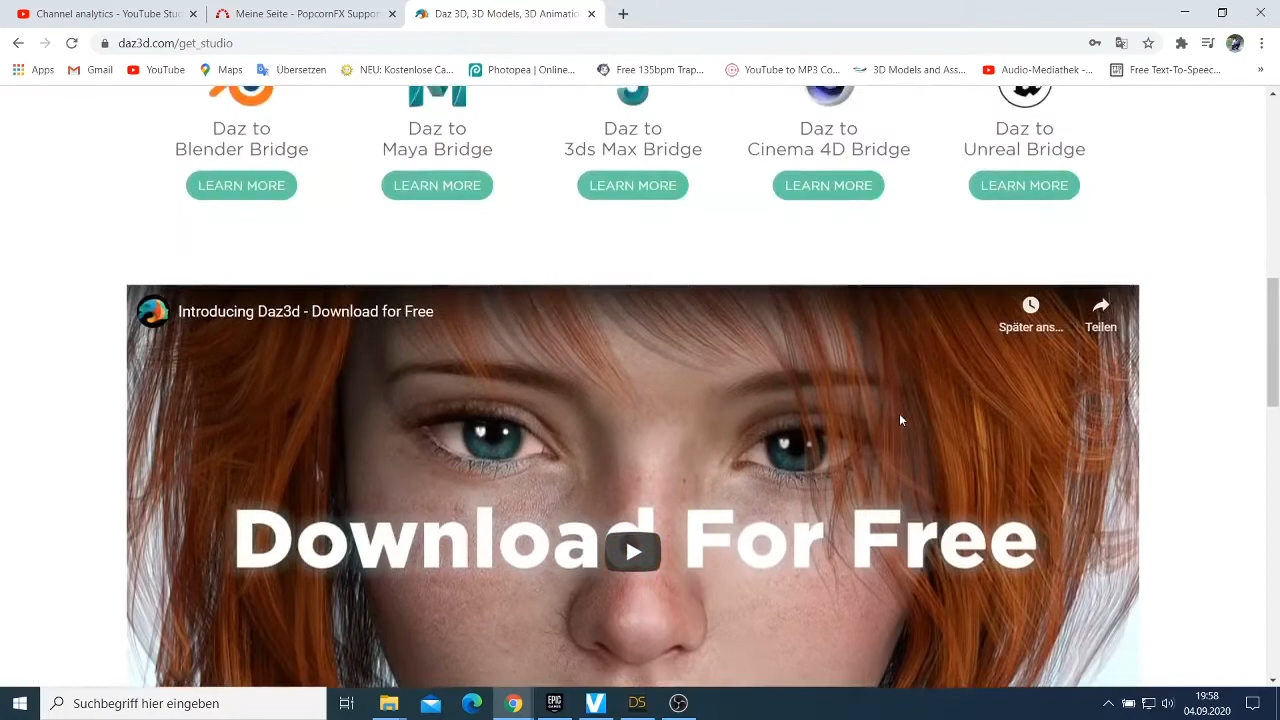 Channel analytics - YouTube Stu
Meine Seite - PopcornFX Suppor
Daz 3D, 3D Models, 3D Animatio
daz3d.com/get_studio
Apps
Gmail
YouTube
Maps
Übersetzen
NEU: Kostenlose Ca...
Photopea | Online...
Free 135bpm Trap...
YouTube to MP3 Co...
3D Models and Ass...
Audio-Mediathek -...
Free Text-To-Speec...
»
Daz to
Blender Bridge
LEARN MORE
Daz to
Maya Bridge
LEARN MORE
Daz to
3ds Max Bridge
LEARN MORE
Daz to
Cinema 4D Bridge
LEARN MORE
Daz to
Unreal Bridge
LEARN MORE
Introducing Daz3d - Download for Free
Später ans...
Teilen
Download For Free
Suchbegriff hier eingeben
EPIC
GAMES
V
DS
19:58
04.09.2020